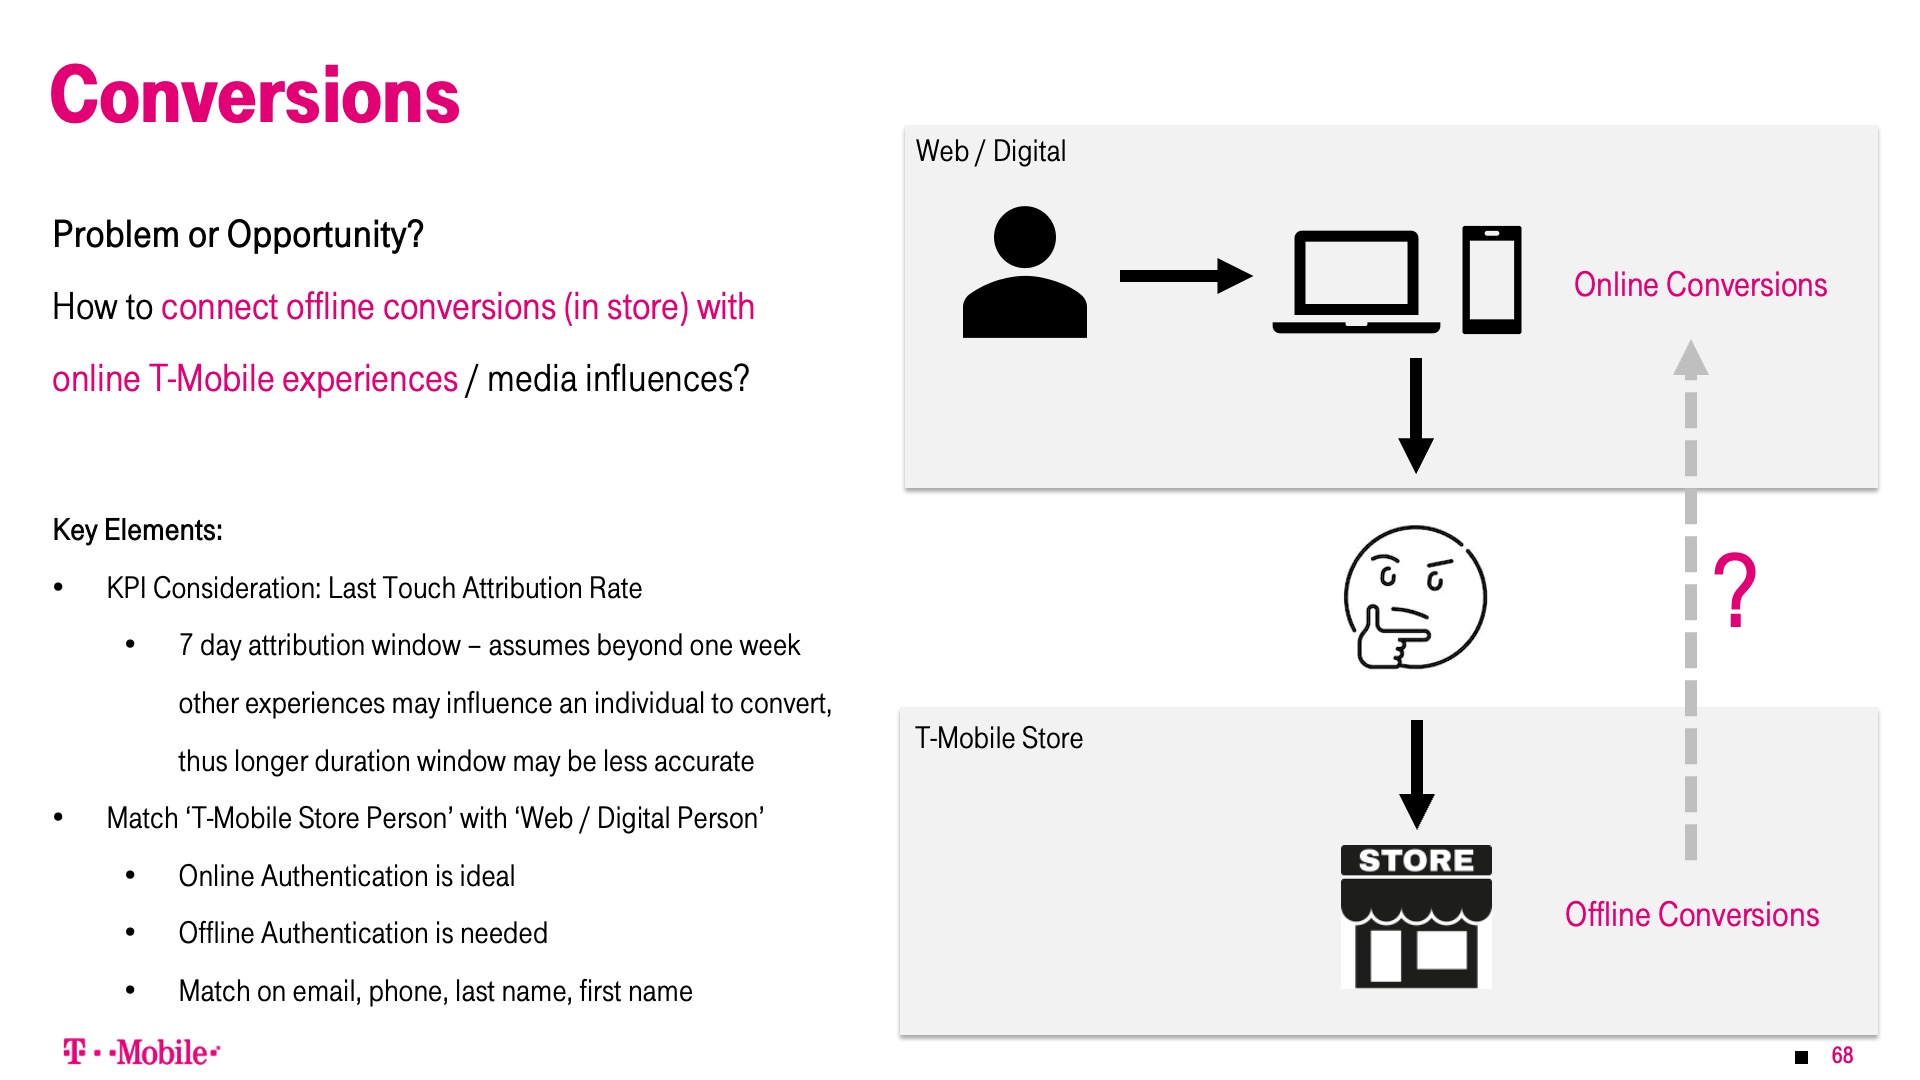 Conversions
Problem or Opportunity?
How to connect offline conversions (in store) with
online T-Mobile experiences / media influences?
Key Elements:
• KPI Consideration: Last Touch Attribution Rate
• 7 day attribution window – assumes beyond one week
other experiences may influence an individual to convert,
thus longer duration window may be less accurate
• Match ‘T-Mobile Store Person’ with ‘Web / Digital Person’
• Online Authentication is ideal
• Offline Authentication is needed
• Match on email, phone, last name, first name
Web / Digital
Online Conversions
?
T-Mobile Store
STORE
Offline Conversions
T··Mobile·
68